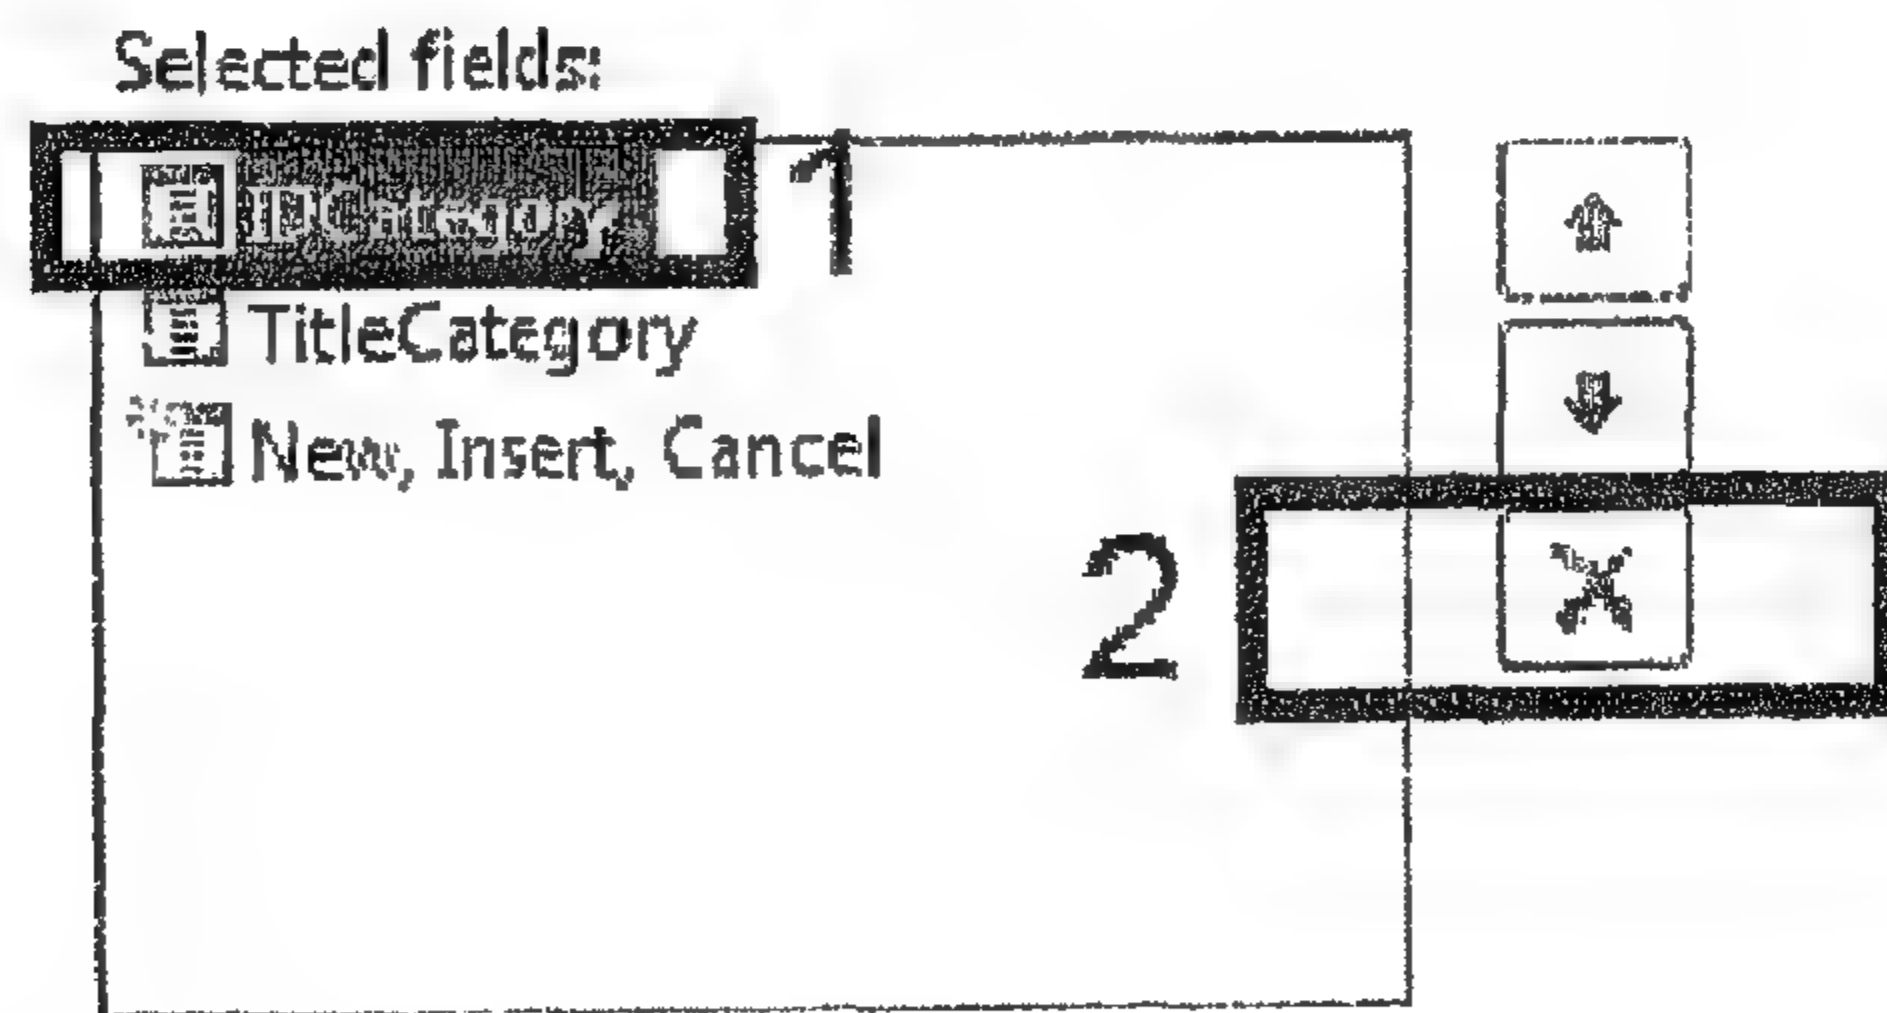 Selected fields:
IDCategory 1
TitleCategory
New, Insert, Cancel
2